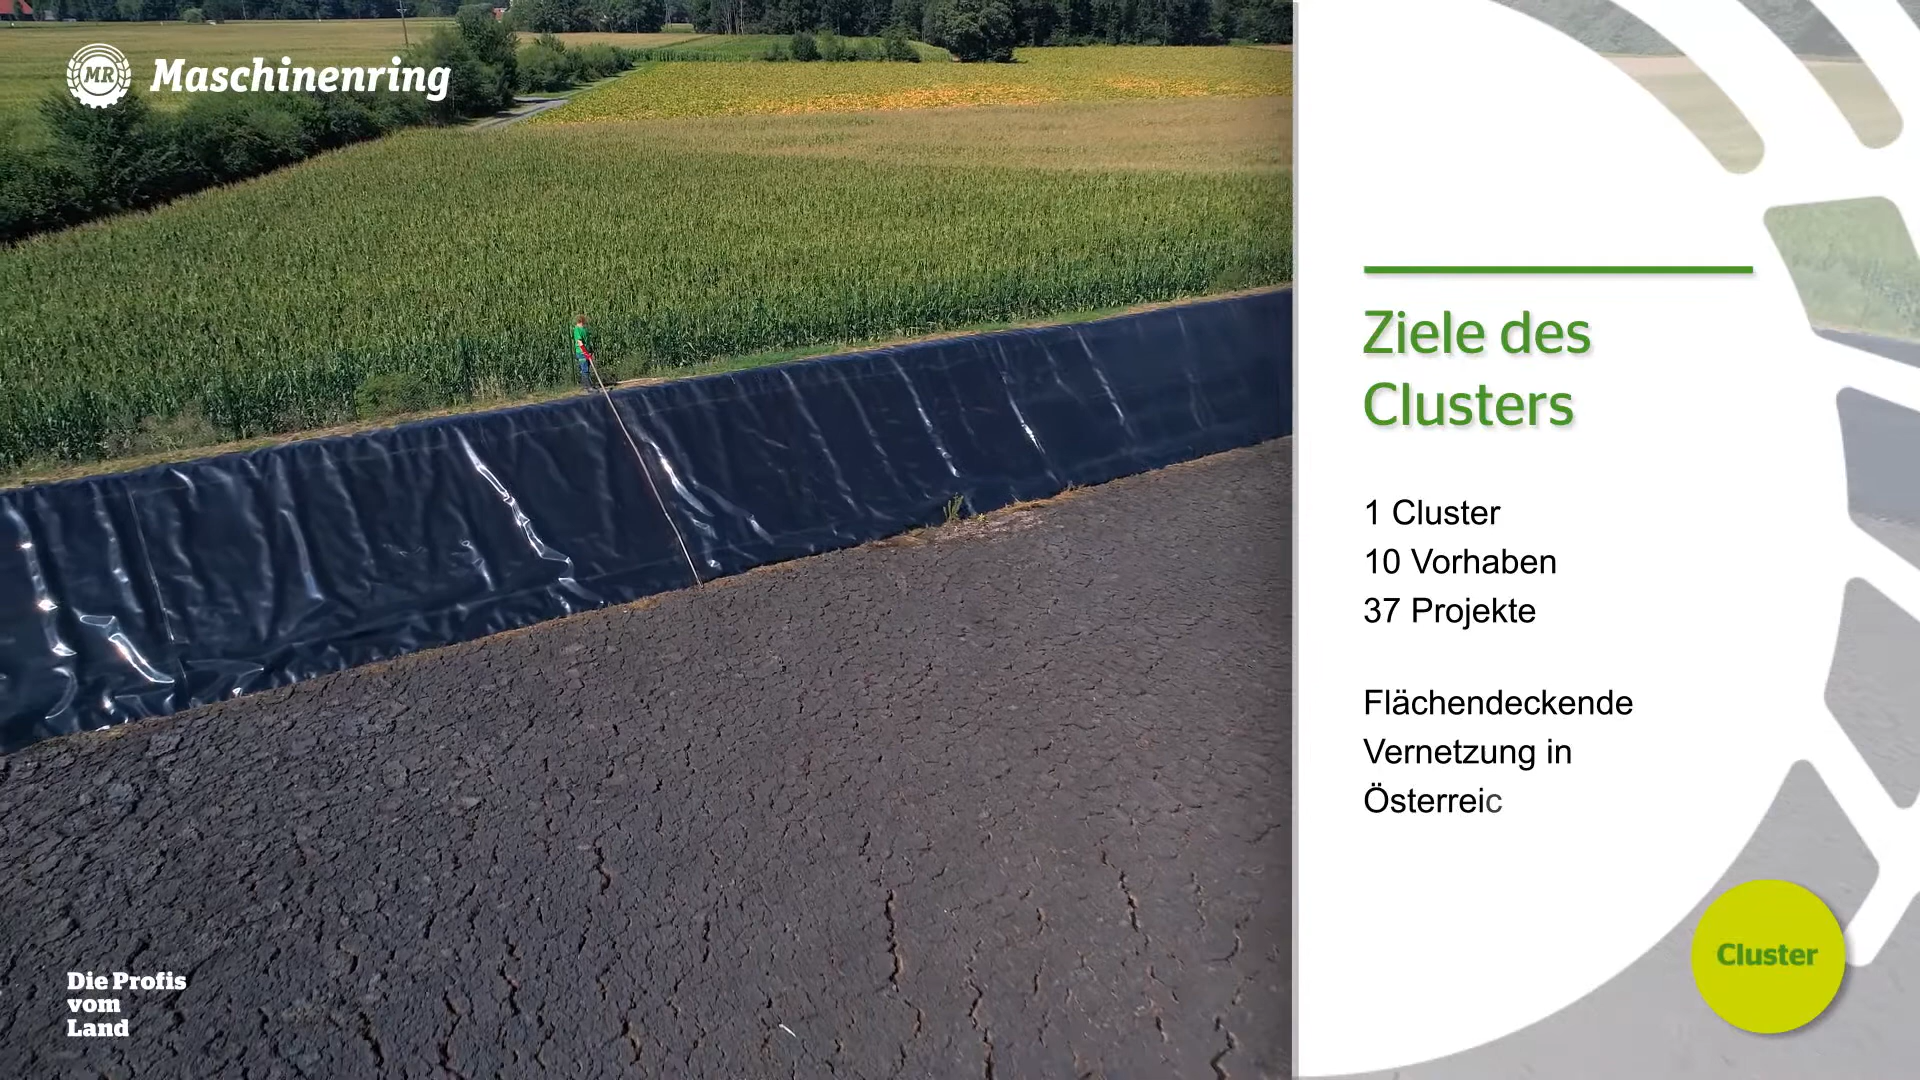 MR Maschinenring
Ziele des
Clusters
1 Cluster
10 Vorhaben
37 Projekte
Flächendeckende
Vernetzung in
Österreic
Cluster
Die Profis
vom
Land